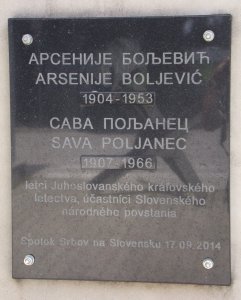 АРСЕНИЈЕ БОЉЕВИЋ
ARSENIJE BOLJEVIĆ
1904-1953
САВА ПОЉАНЕЦ
SAVA POLJANEC
1907-1966
letci Juhoslovanského kráľovského
letectva, účastníci Slovenského
národného povstania
Spolok Srbov na Slovensku 17.09.2014